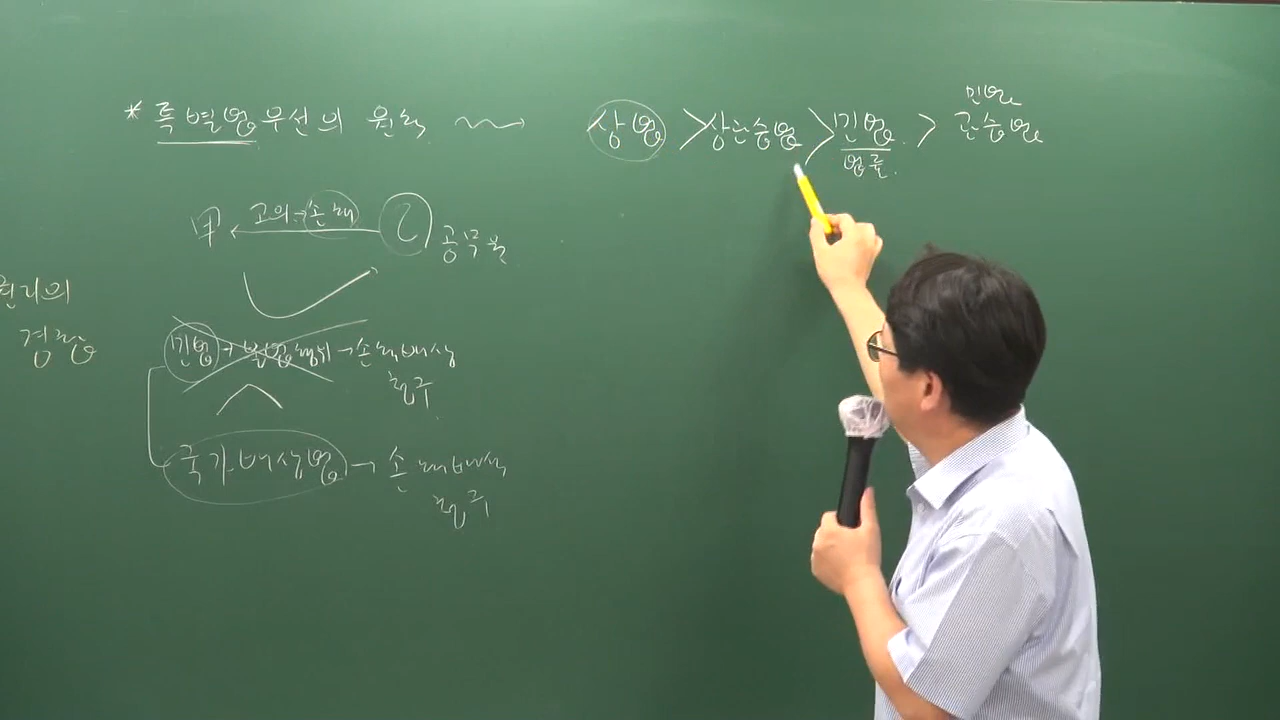 * 특별법우선의 원칙 → 상법 > 상관습법 > 민법 > 관습법
민법
법률.
甲 ← 고의→손해 乙 공무원
권리의
경합
민법 → 불법행위 → 손해배상
청구.
국가배상법 → 손해배상
청구